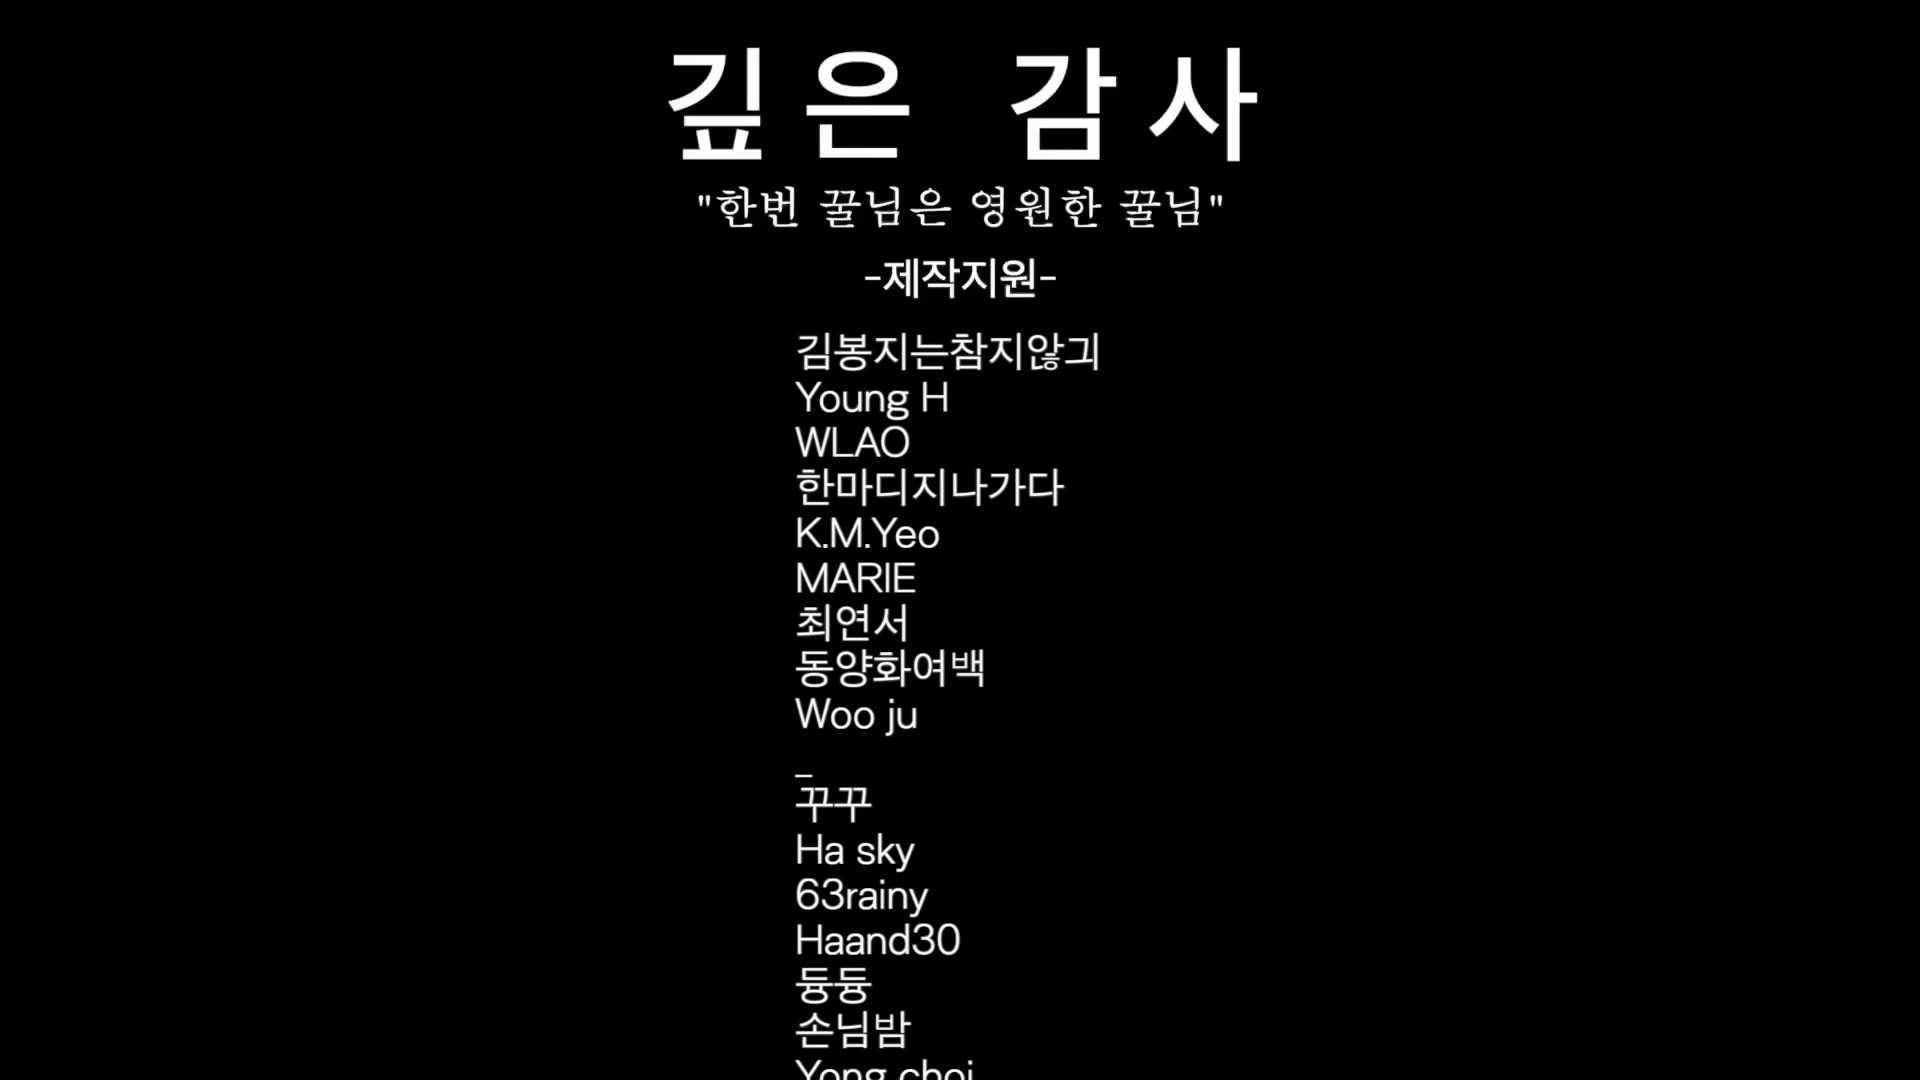 깊은 감사
"한번 꿀님은 영원한 꿀님"
-제작지원-
김봉지는참지않긔
Young H
WLAO
한마디지나가다
K.M.Yeo
MARIE
최연서
동양화여백
Woo ju
_
꾸꾸
Ha sky
63rainy
Haand30
듕듕
손님밤
Yong choi